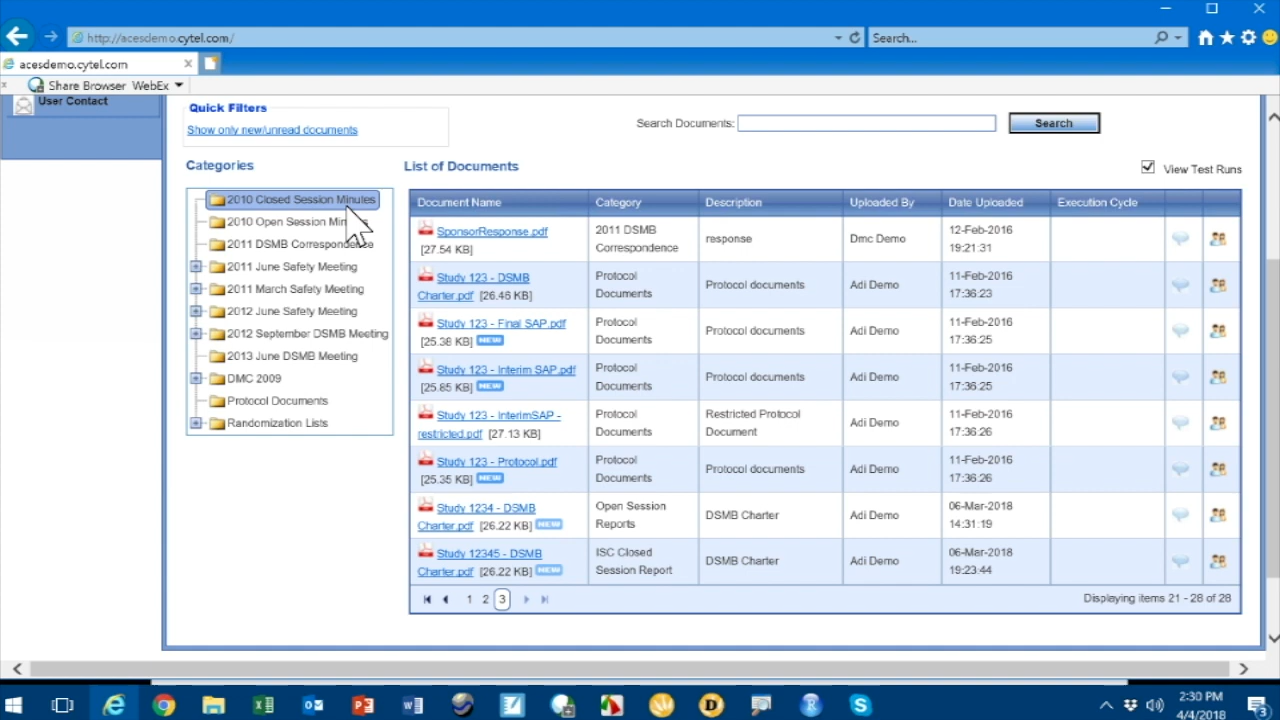 http://acesdemo.cytel.com/
Search...
acesdemo.cytel.com
Share Browser WebEx
User Contact
Quick Filters
Show only new/unread documents
Search Documents:
Search
Categories
List of Documents
View Test Runs
2010 Closed Session Minutes
2010 Open Session
2011 DSMB Correspondence
2011 June Safety Meeting
2011 March Safety Meeting
2012 June Safety Meeting
2012 September DSMB Meeting
2013 June DSMB Meeting
DMC 2009
Protocol Documents
Randomization Lists
Document Name Category Description Uploaded By Date Uploaded Execution Cycle
SponsorResponse.pdf 2011 DSMB response Dmc Demo 12-Feb-2016
[27.54 KB] Correspondence 19:21:31
Study 123 - DSMB Protocol Protocol documents Adi Demo 11-Feb-2016
Charter.pdf [26.46 KB] Documents 17:36:23
Study 123 - Final SAP.pdf Protocol Protocol documents Adi Demo 11-Feb-2016
[25.38 KB] NEW Documents 17:36:25
Study 123 - Interim SAP.pdf Protocol Protocol documents Adi Demo 11-Feb-2016
[25.85 KB] NEW Documents 17:36:25
Study 123 - InterimSAP - Protocol Restricted Protocol Adi Demo 11-Feb-2016
restricted.pdf [27.13 KB] Documents Document 17:36:26
Study 123 - Protocol.pdf Protocol Protocol documents Adi Demo 11-Feb-2016
[25.35 KB] NEW Documents 17:36:26
Study 1234 - DSMB Open Session DSMB Charter Adi Demo 06-Mar-2018
Charter.pdf [26.22 KB] NEW Reports 14:31:19
Study 12345 - DSMB ISC Closed DSMB Charter Adi Demo 06-Mar-2018
Charter.pdf [26.22 KB] NEW Session Report 19:23:44
1 2 3
Displaying items 21 - 28 of 28
2:30 PM
4/4/2018
3